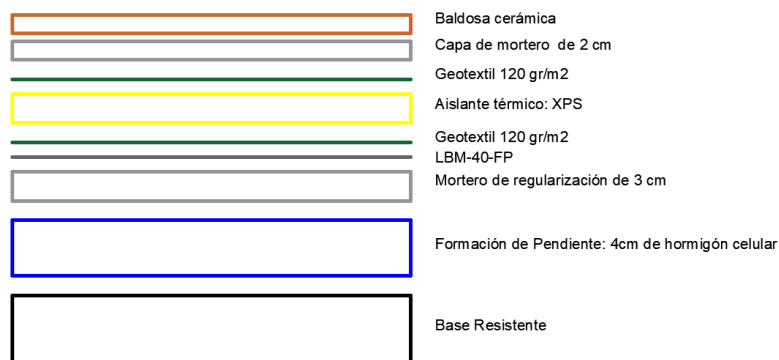 Baldosa cerámica
Capa de mortero  de 2 cm
Geotextil 120 gr/m2
Aislante térmico: XPS
Geotextil 120 gr/m2
LBM-40-FP
Mortero de regularización de 3 cm
Formación de Pendiente: 4cm de hormigón celular
Base Resistente